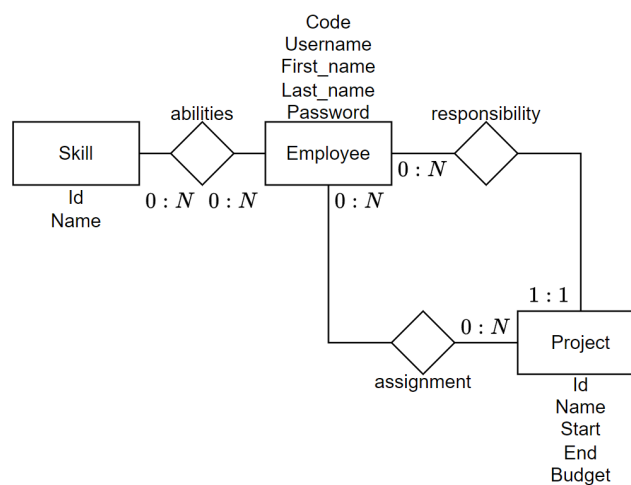 Code
Username
First_name
Last_name
Password
abilities
responsibility
Skill
Employee
0 : N
Id
Name
0 : N
0 : N
0 : N
1 : 1
0 : N
Project
assignment
Id
Name
Start
End
Budget